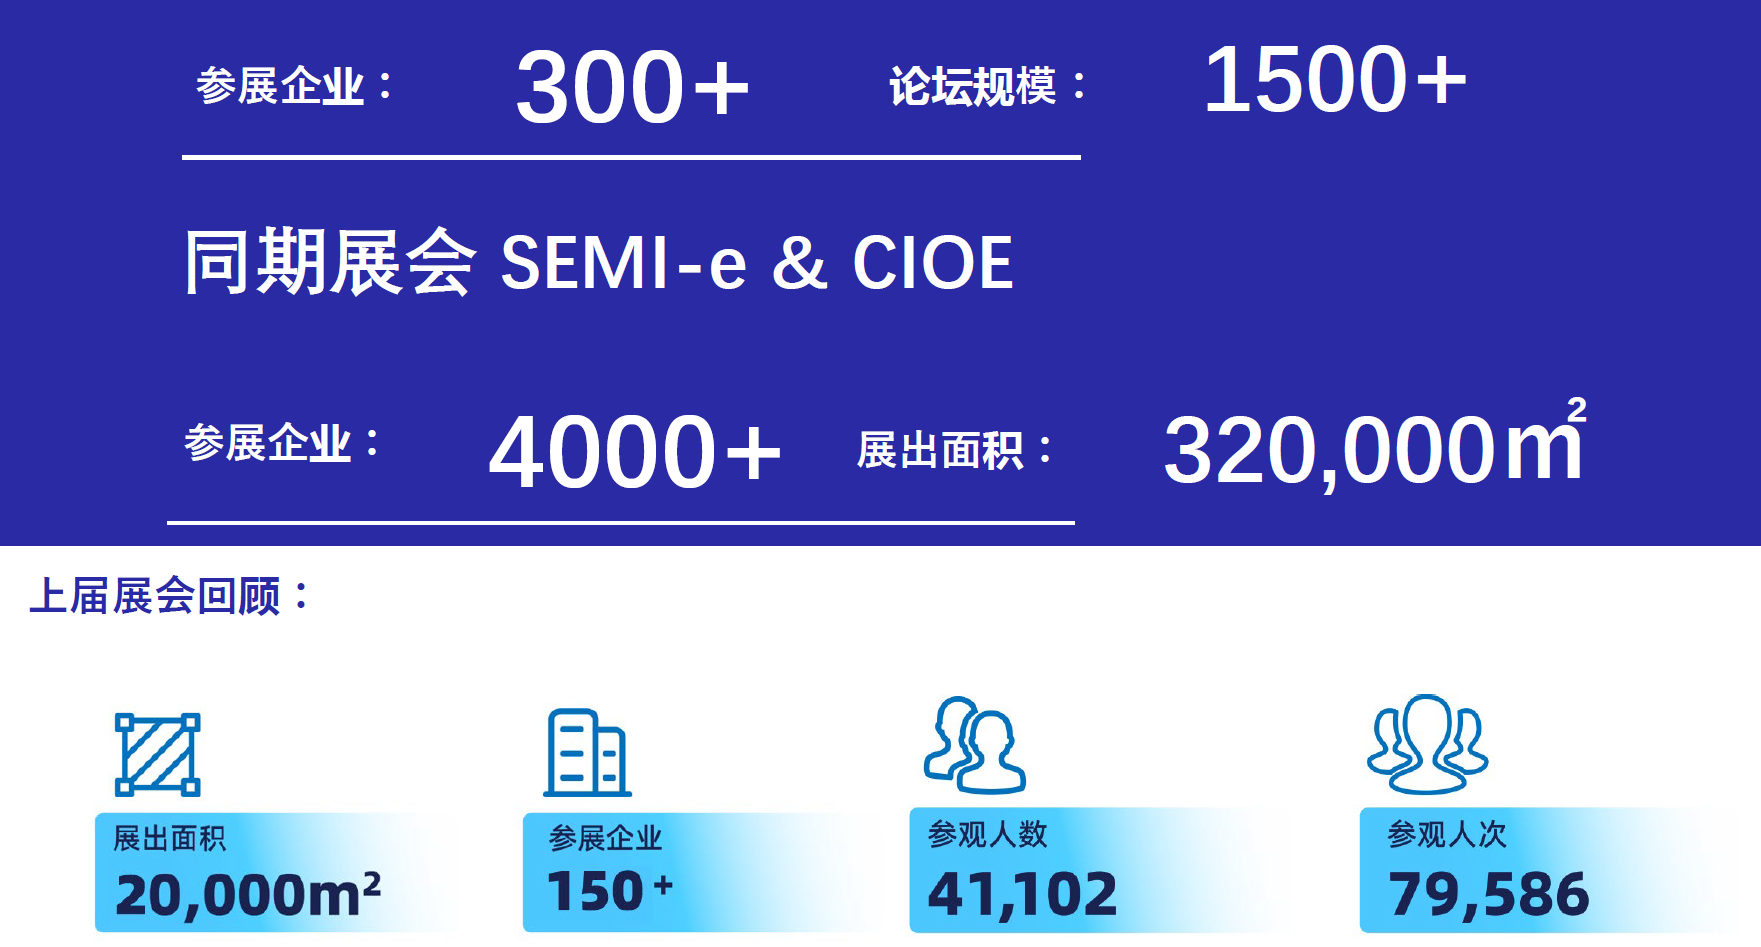 参展企业： 300+ 论坛规模： 1500+
同期展会 SEMI-e & CIOE
参展企业： 4000+ 展出面积： 320,000m²
上届展会回顾：
展出面积 参展企业 参观人数 参观人次
20,000m² 150+ 41,102 79,586